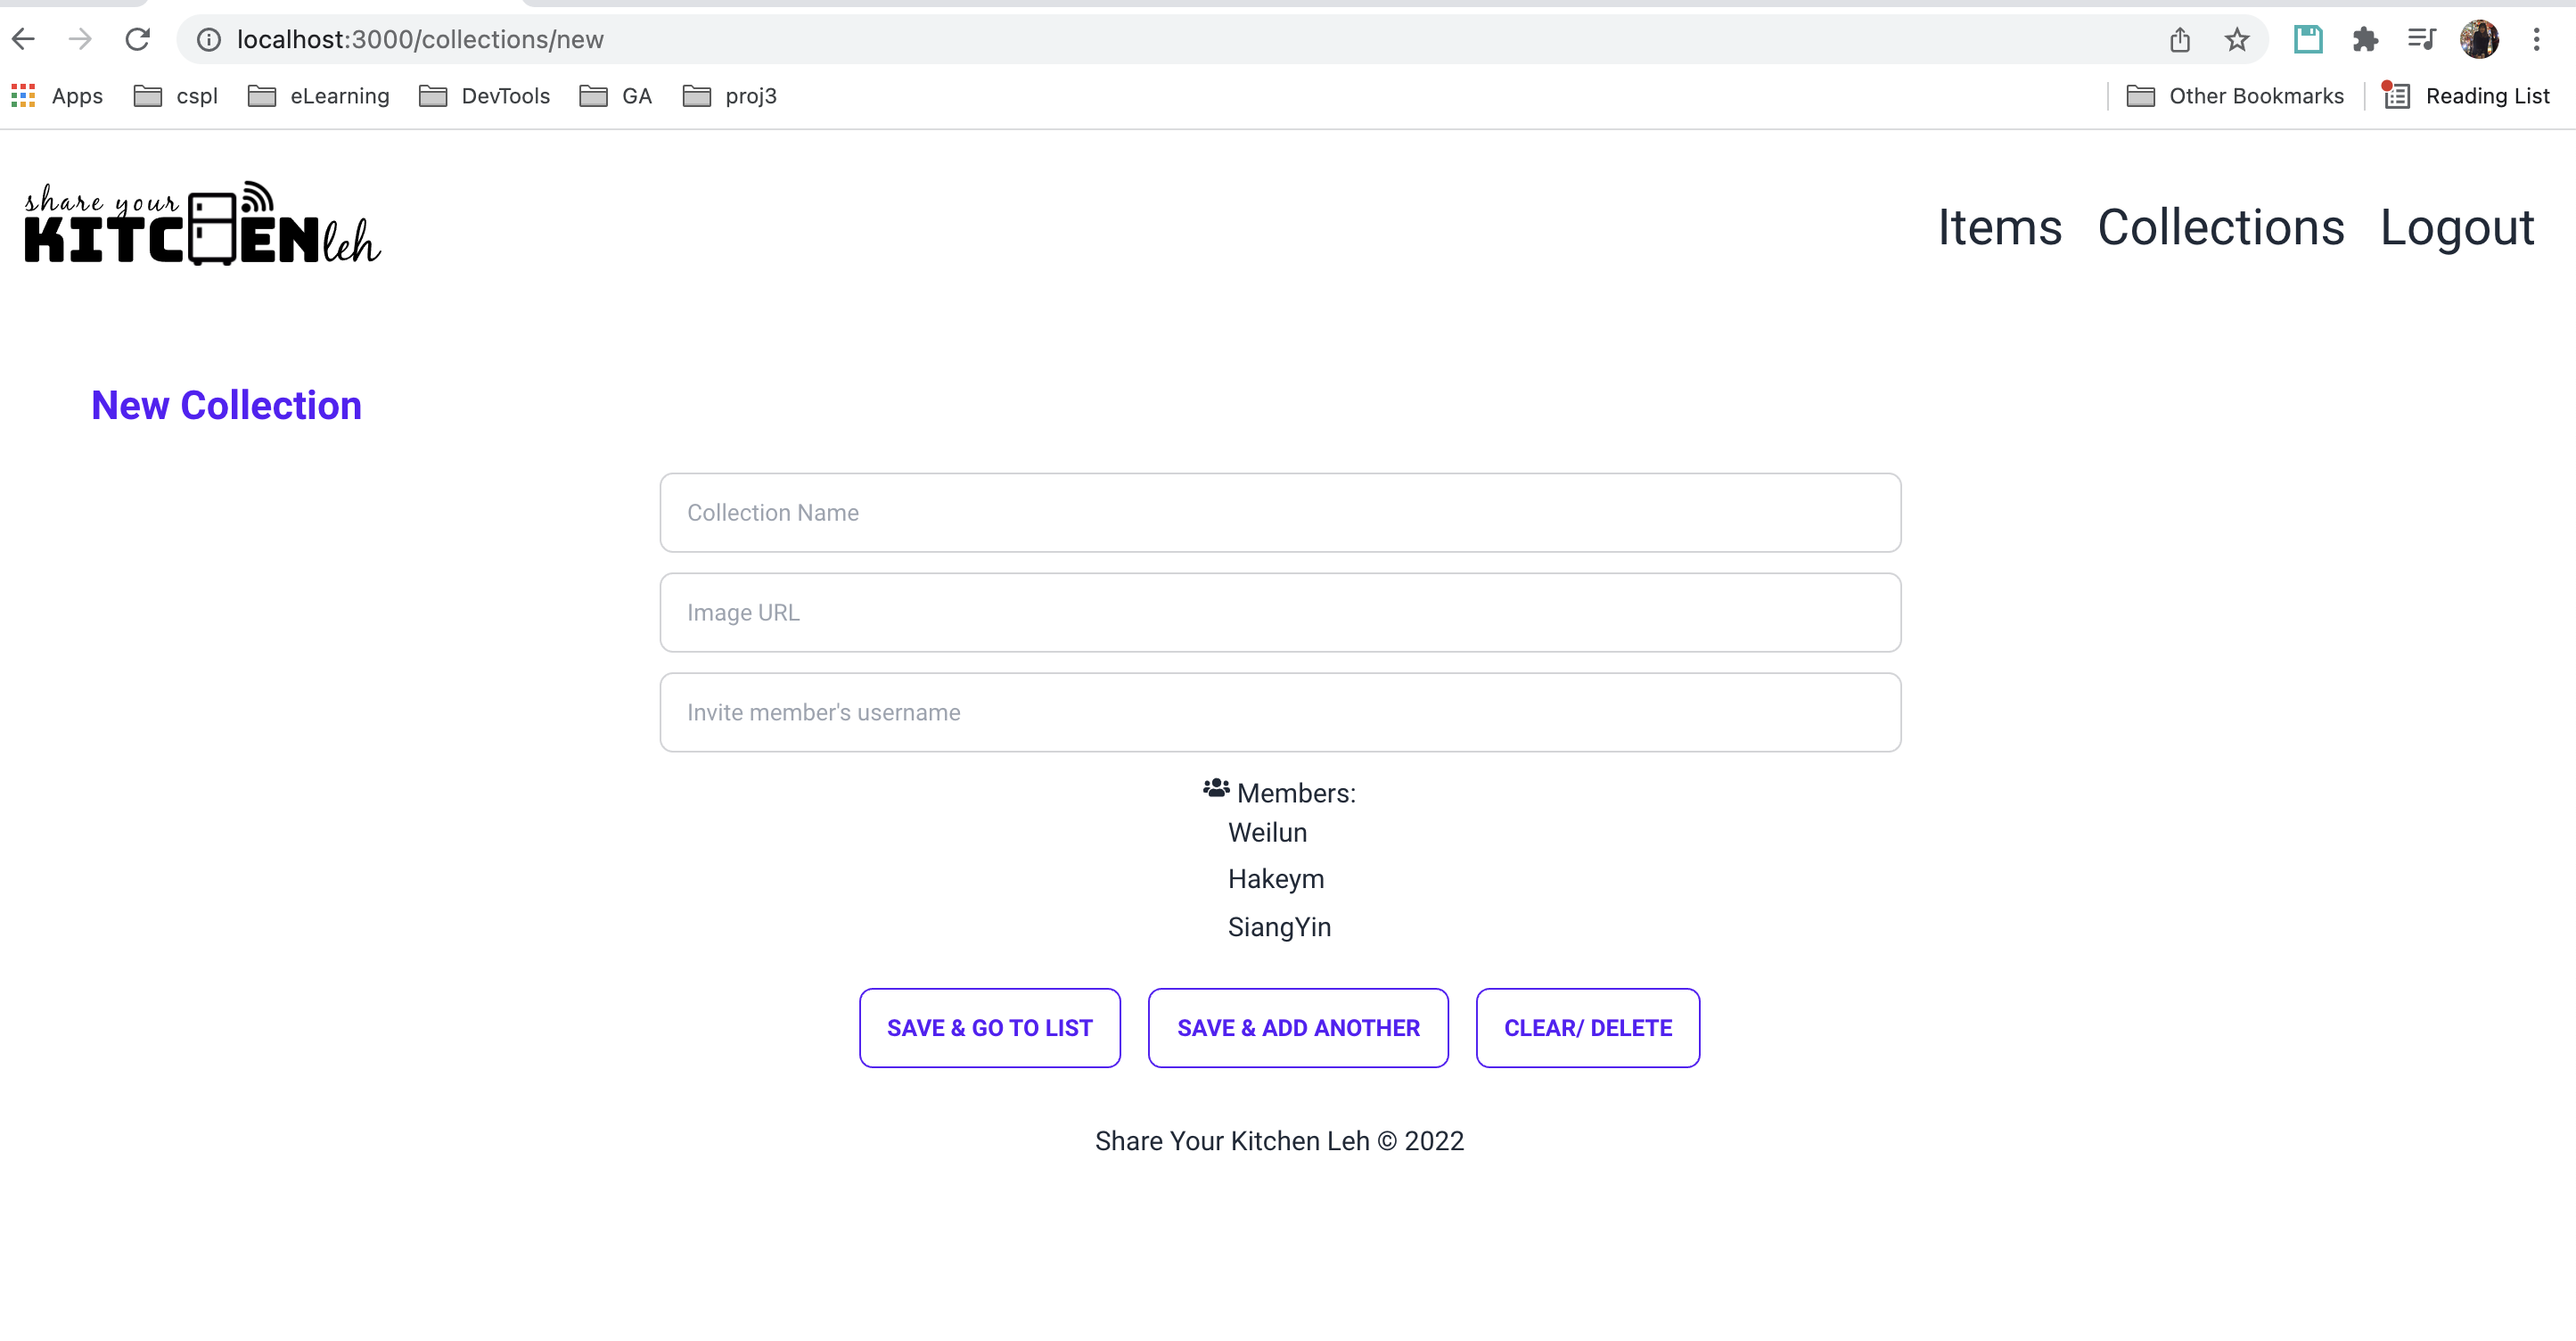 localhost:3000/collections/new
Apps cspl eLearning DevTools GA proj3 Other Bookmarks Reading List
share your
KITCHENleh
Items Collections Logout
New Collection
Collection Name
Image URL
Invite member's username
Members:
Weilun
Hakeym
SiangYin
SAVE & GO TO LIST SAVE & ADD ANOTHER CLEAR/ DELETE
Share Your Kitchen Leh © 2022